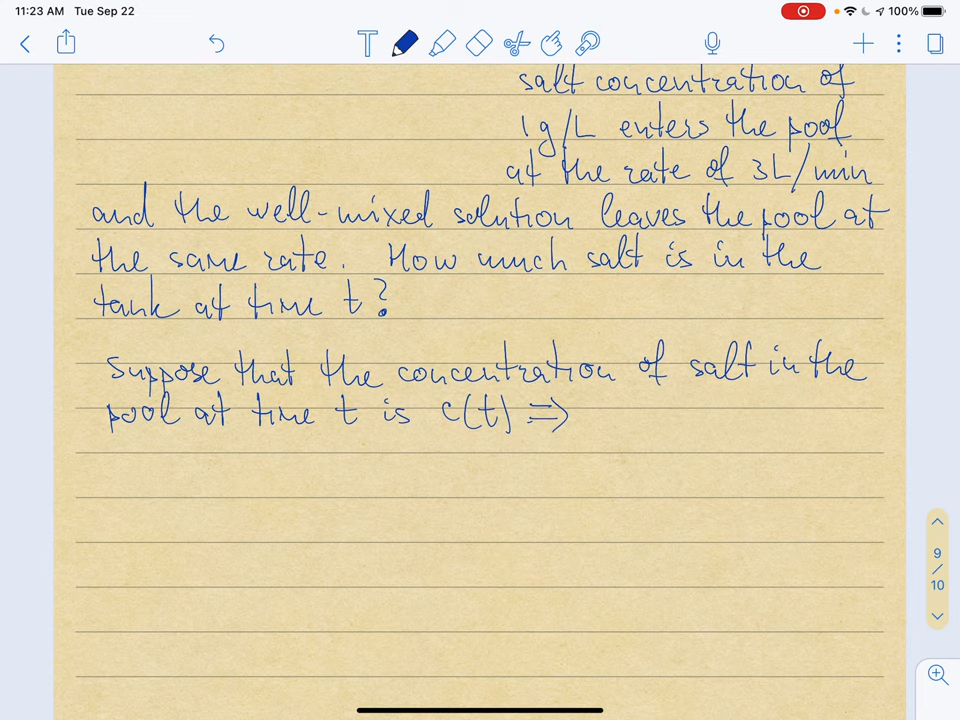 11:23 AM Tue Sep 22
100%
T
salt concentration of
1g/L enters the pool
at the rate of 3L/min
and the well-mixed solution leaves the pool at
the same rate. How much salt is in the
tank at time t?
Suppose that the concentration of salt in the
pool at time t is c(t) ⇒
9
/
10